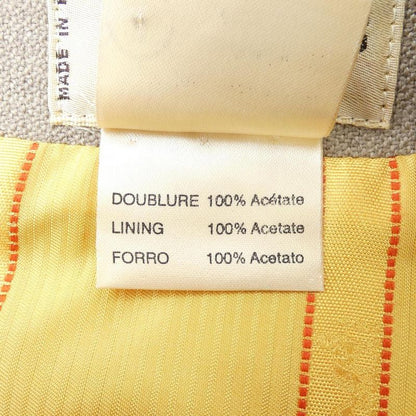 MADE IN
DOUBLURE 100% Acétate
LINING 100% Acetate
FORRO 100% Acetato